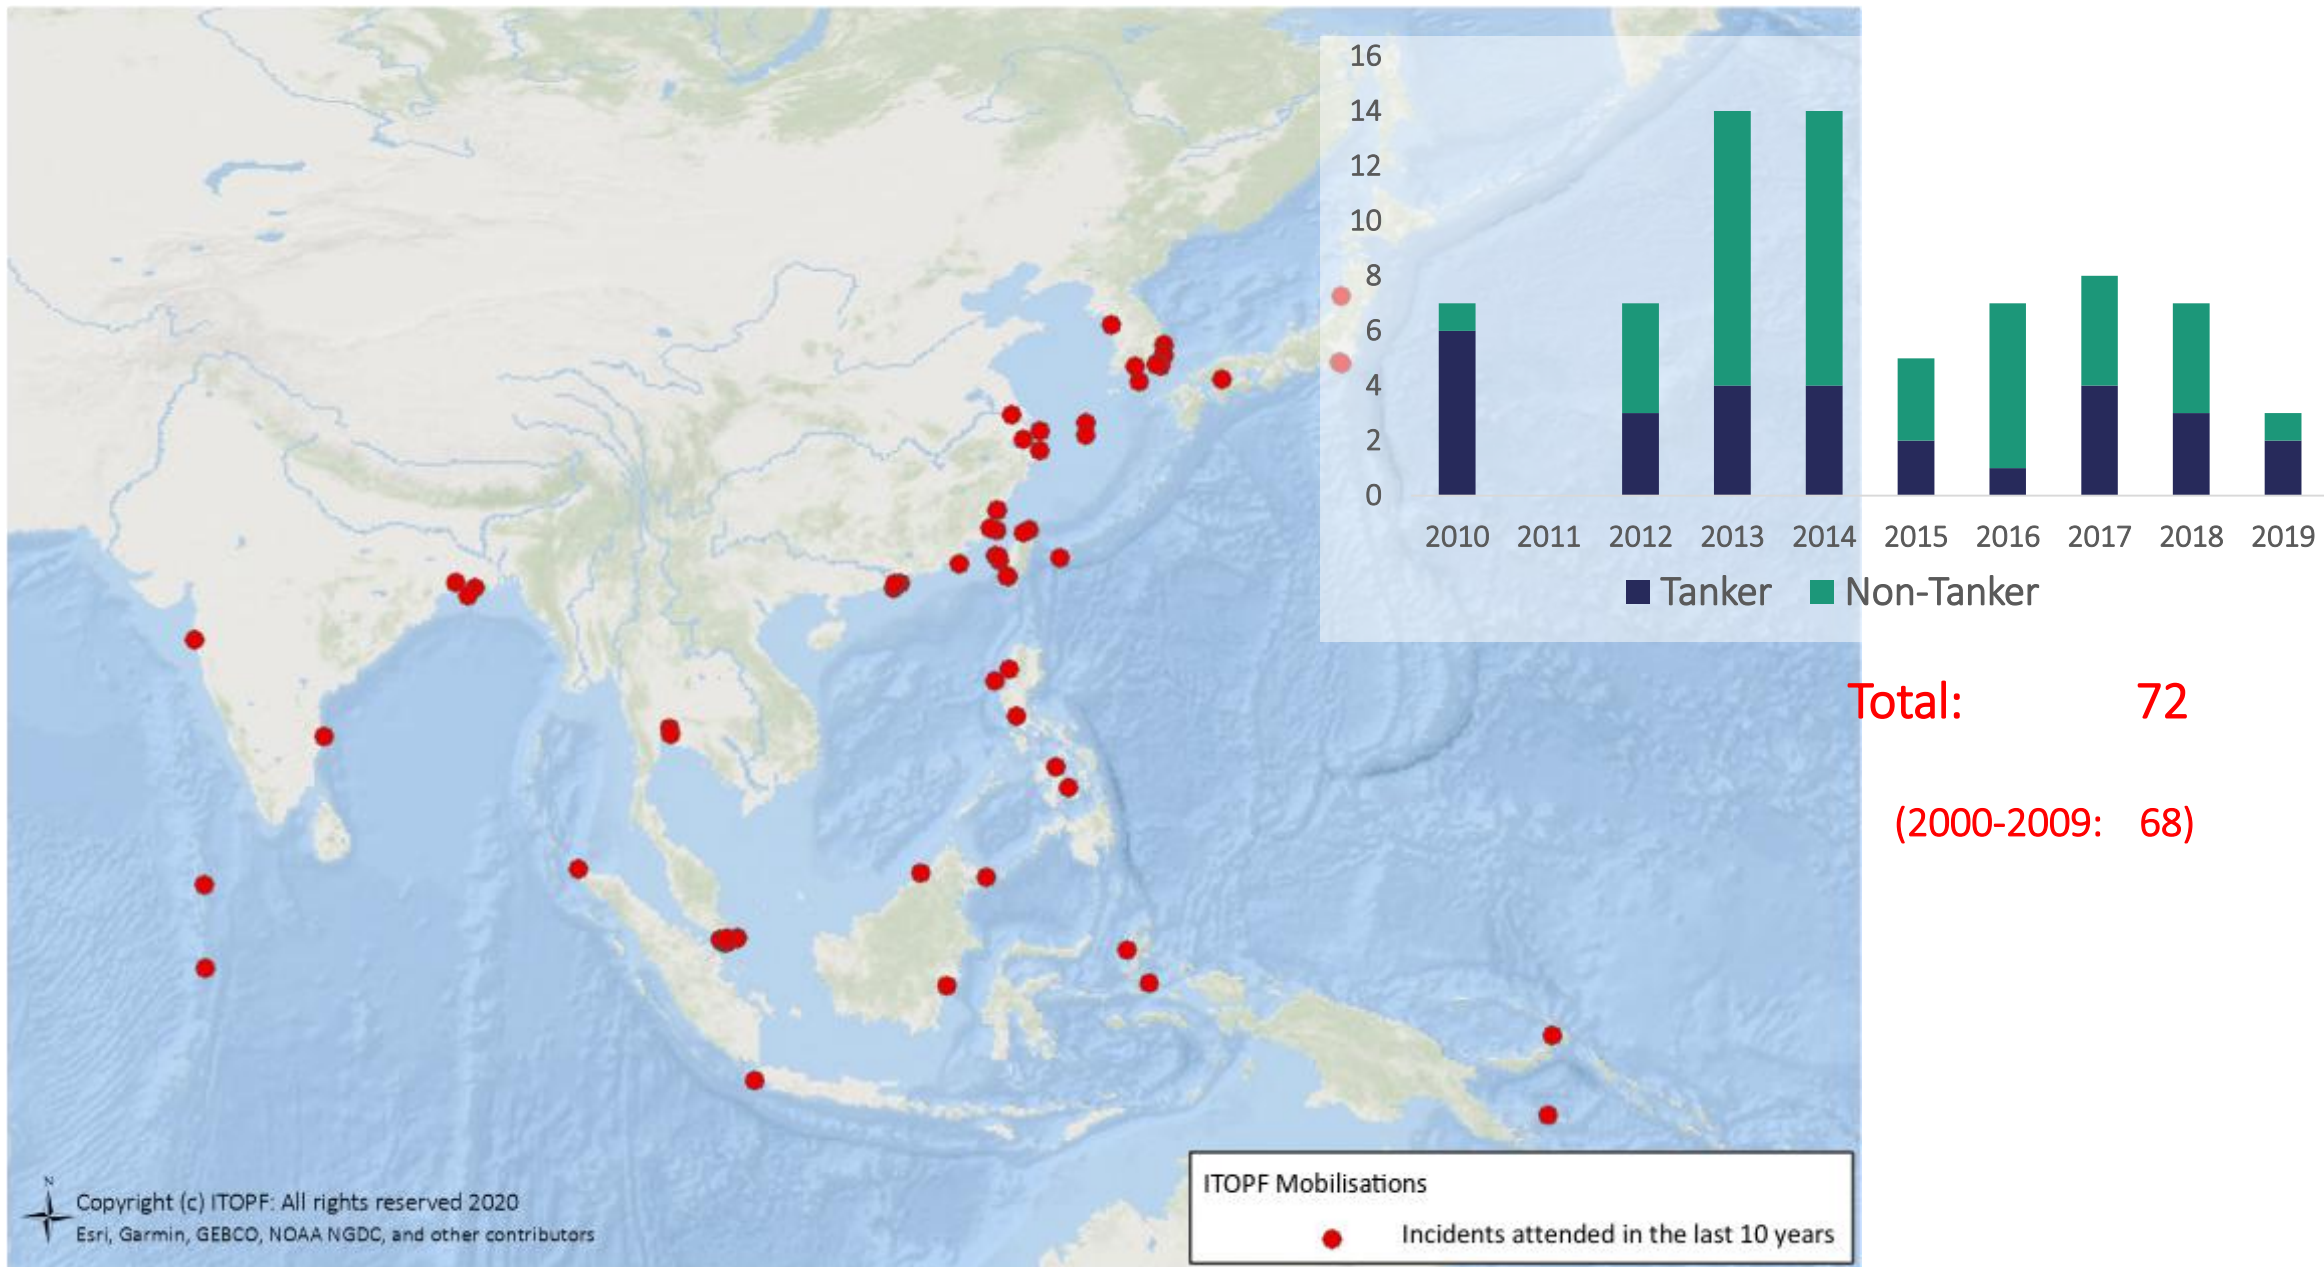 16
14
12
10
8
6
4
2
0
2010 2011 2012 2013 2014 2015 2016 2017 2018 2019
Tanker Non-Tanker
Total: 72
(2000-2009: 68)
N
Copyright (c) ITOPF: All rights reserved 2020
Esri, Garmin, GEBCO, NOAA NGDC, and other contributors
ITOPF Mobilisations
Incidents attended in the last 10 years